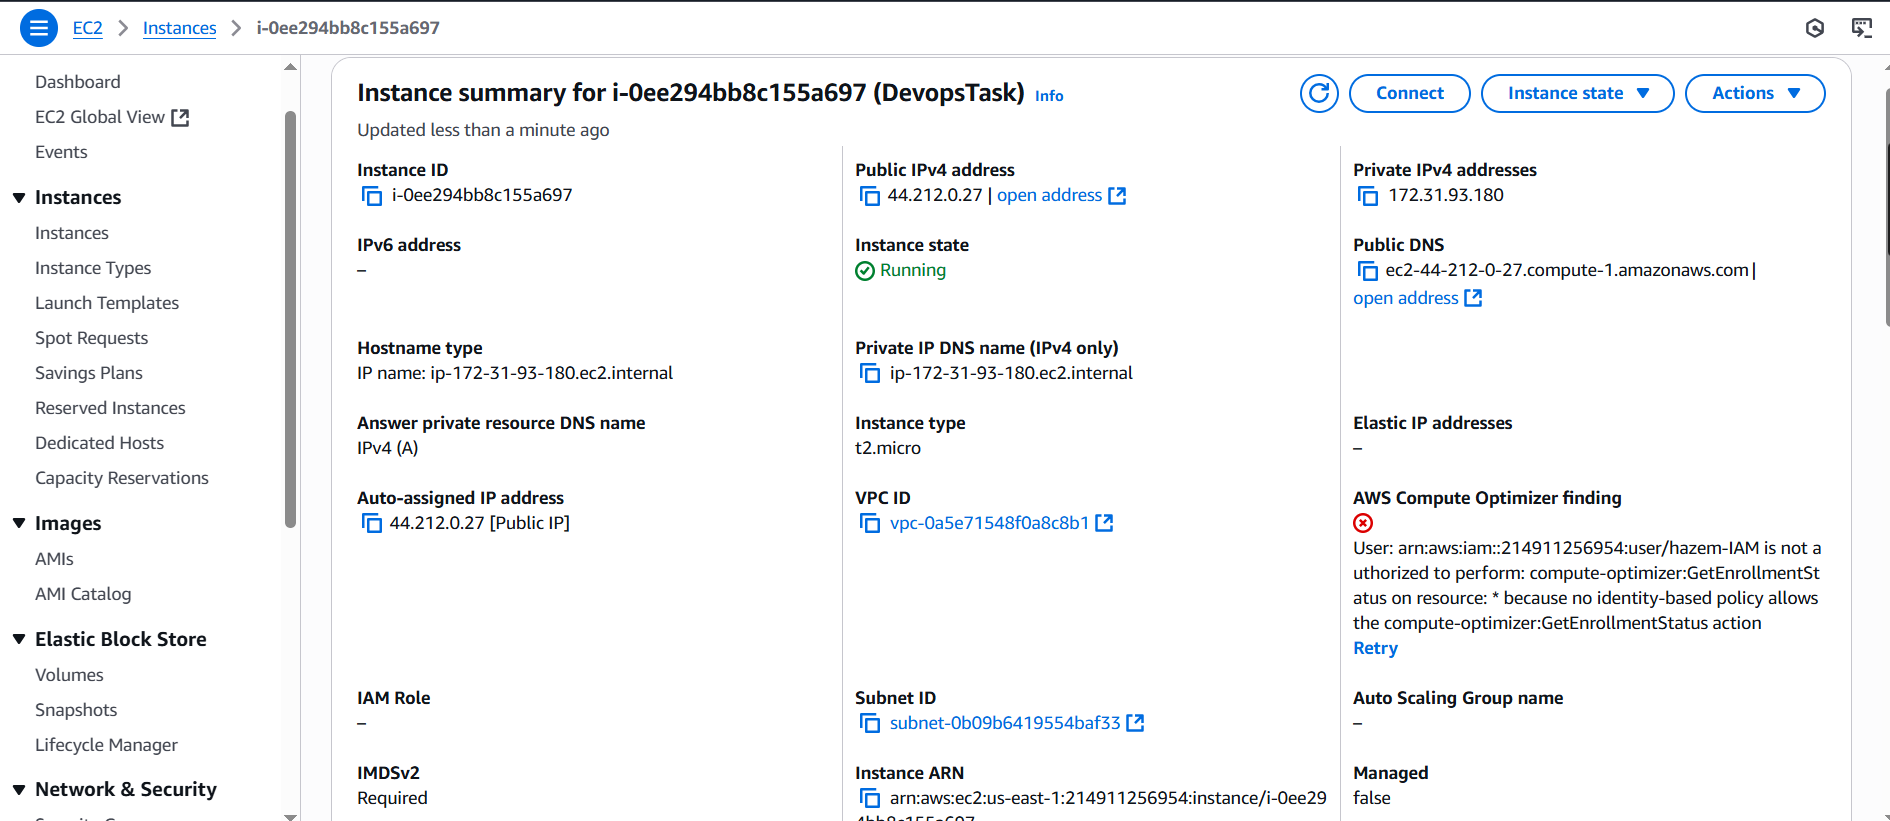 EC2 > Instances > i-0ee294bb8c155a697
Dashboard
EC2 Global View
Events
Instances
Instances
Instance Types
Launch Templates
Spot Requests
Savings Plans
Reserved Instances
Dedicated Hosts
Capacity Reservations
Images
AMIs
AMI Catalog
Elastic Block Store
Volumes
Snapshots
Lifecycle Manager
Network & Security
Instance summary for i-0ee294bb8c155a697 (DevopsTask) Info
Connect
Instance state
Actions
Updated less than a minute ago
Instance ID
i-0ee294bb8c155a697
Public IPv4 address
44.212.0.27 | open address
Private IPv4 addresses
172.31.93.180
IPv6 address
–
Instance state
Running
Public DNS
ec2-44-212-0-27.compute-1.amazonaws.com |
open address
Hostname type
IP name: ip-172-31-93-180.ec2.internal
Private IP DNS name (IPv4 only)
ip-172-31-93-180.ec2.internal
Answer private resource DNS name
IPv4 (A)
Instance type
t2.micro
Elastic IP addresses
–
Auto-assigned IP address
44.212.0.27 [Public IP]
VPC ID
vpc-0a5e71548f0a8c8b1
AWS Compute Optimizer finding
User: arn:aws:iam::214911256954:user/hazem-IAM is not a
uthorized to perform: compute-optimizer:GetEnrollmentSt
atus on resource: * because no identity-based policy allows
the compute-optimizer:GetEnrollmentStatus action
Retry
IAM Role
–
Subnet ID
subnet-0b09b6419554baf33
Auto Scaling Group name
–
IMDSv2
Required
Instance ARN
arn:aws:ec2:us-east-1:214911256954:instance/i-0ee29
Managed
false